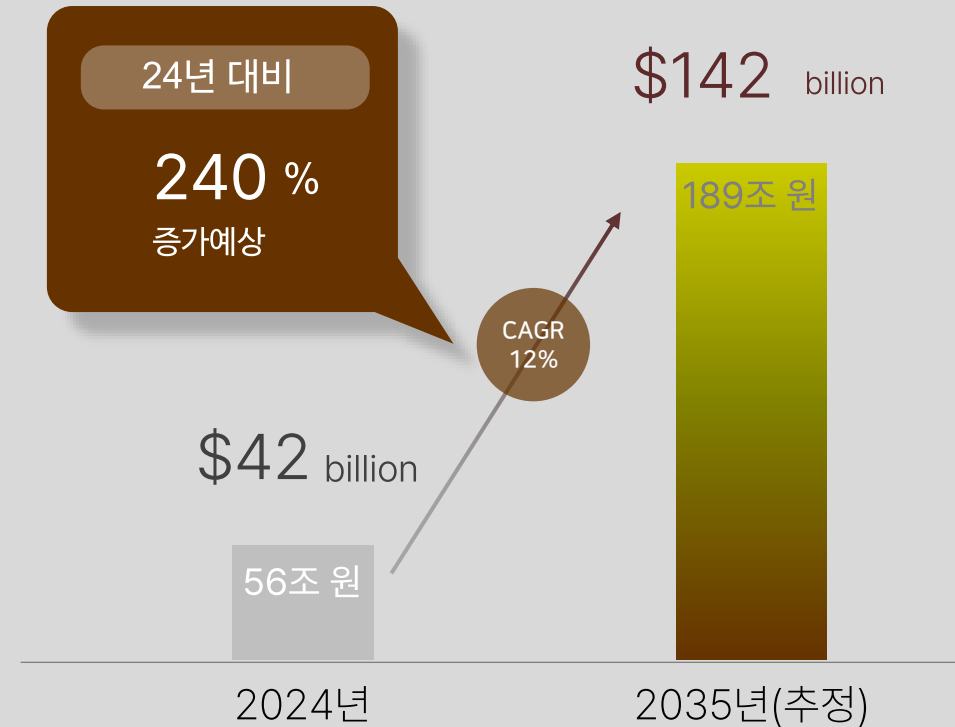 24년 대비
240 %
증가예상
$142 billion
189조 원
CAGR
12%
$42 billion
56조 원
2024년
2035년(추정)